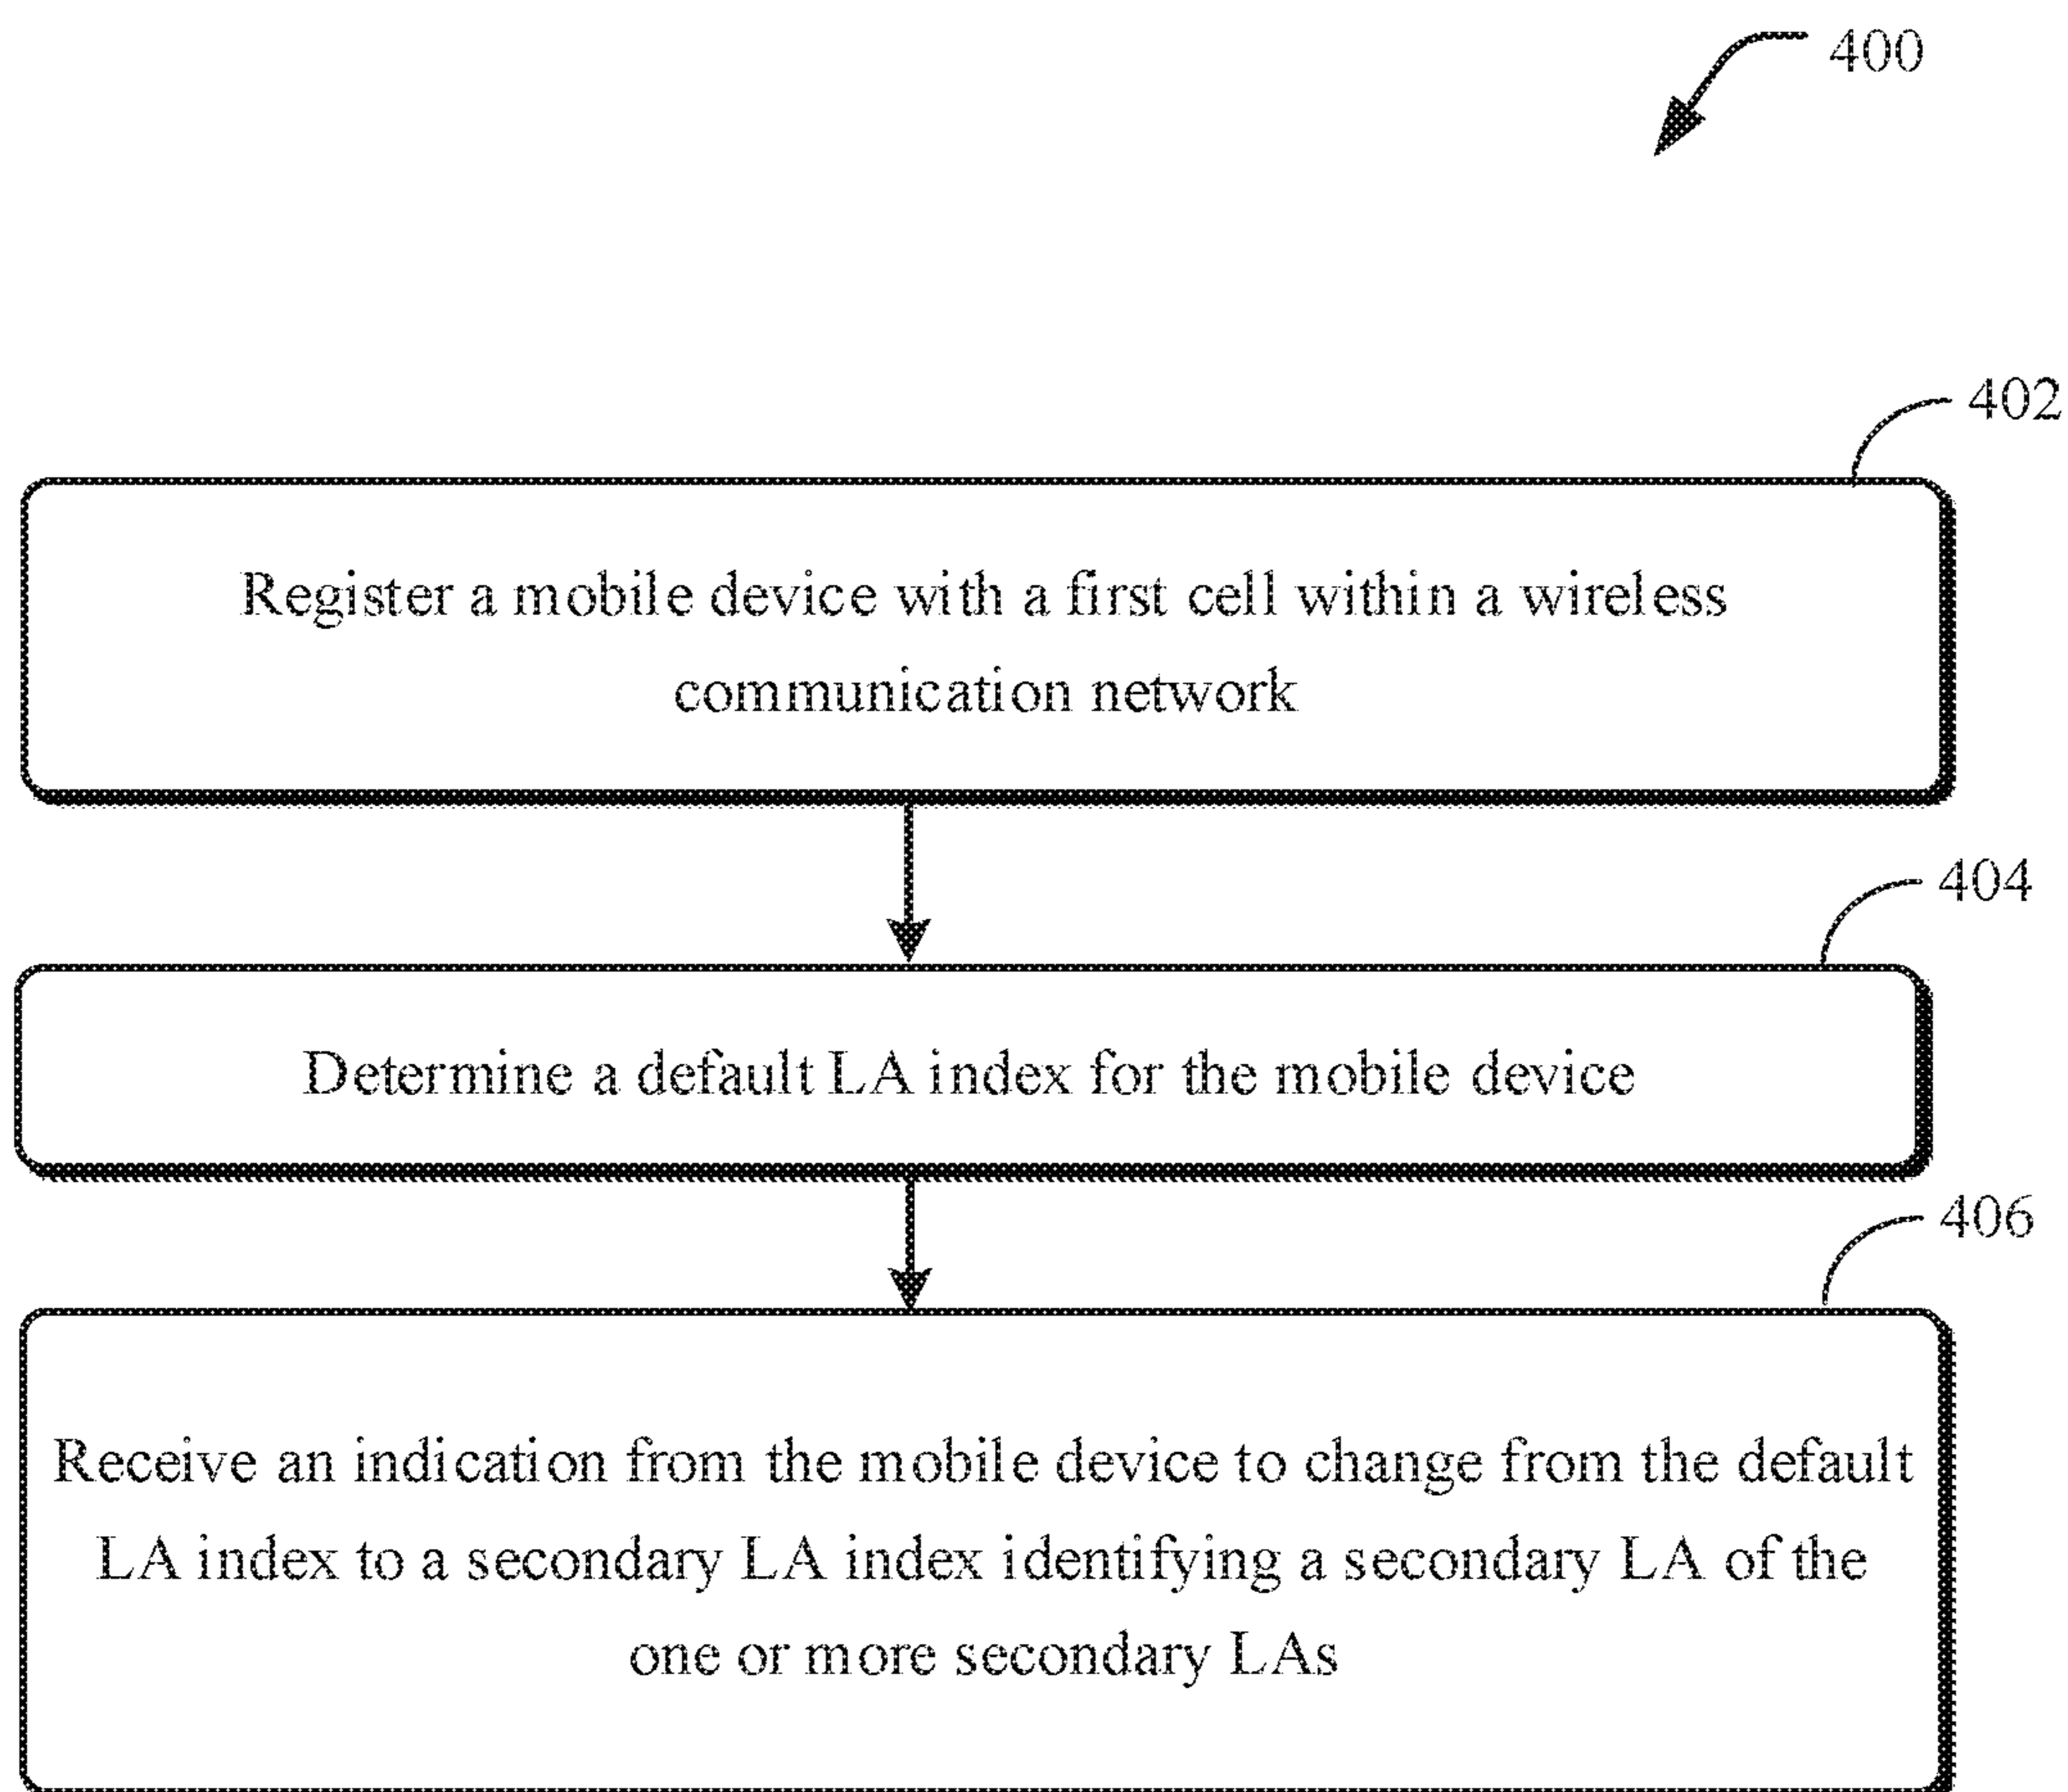 400
402
Register a mobile device with a first cell within a wireless
communication network
404
Determine a default LA index for the mobile device
406
Receive an indication from the mobile device to change from the default
LA index to a secondary LA index identifying a secondary LA of the
one or more secondary LAs